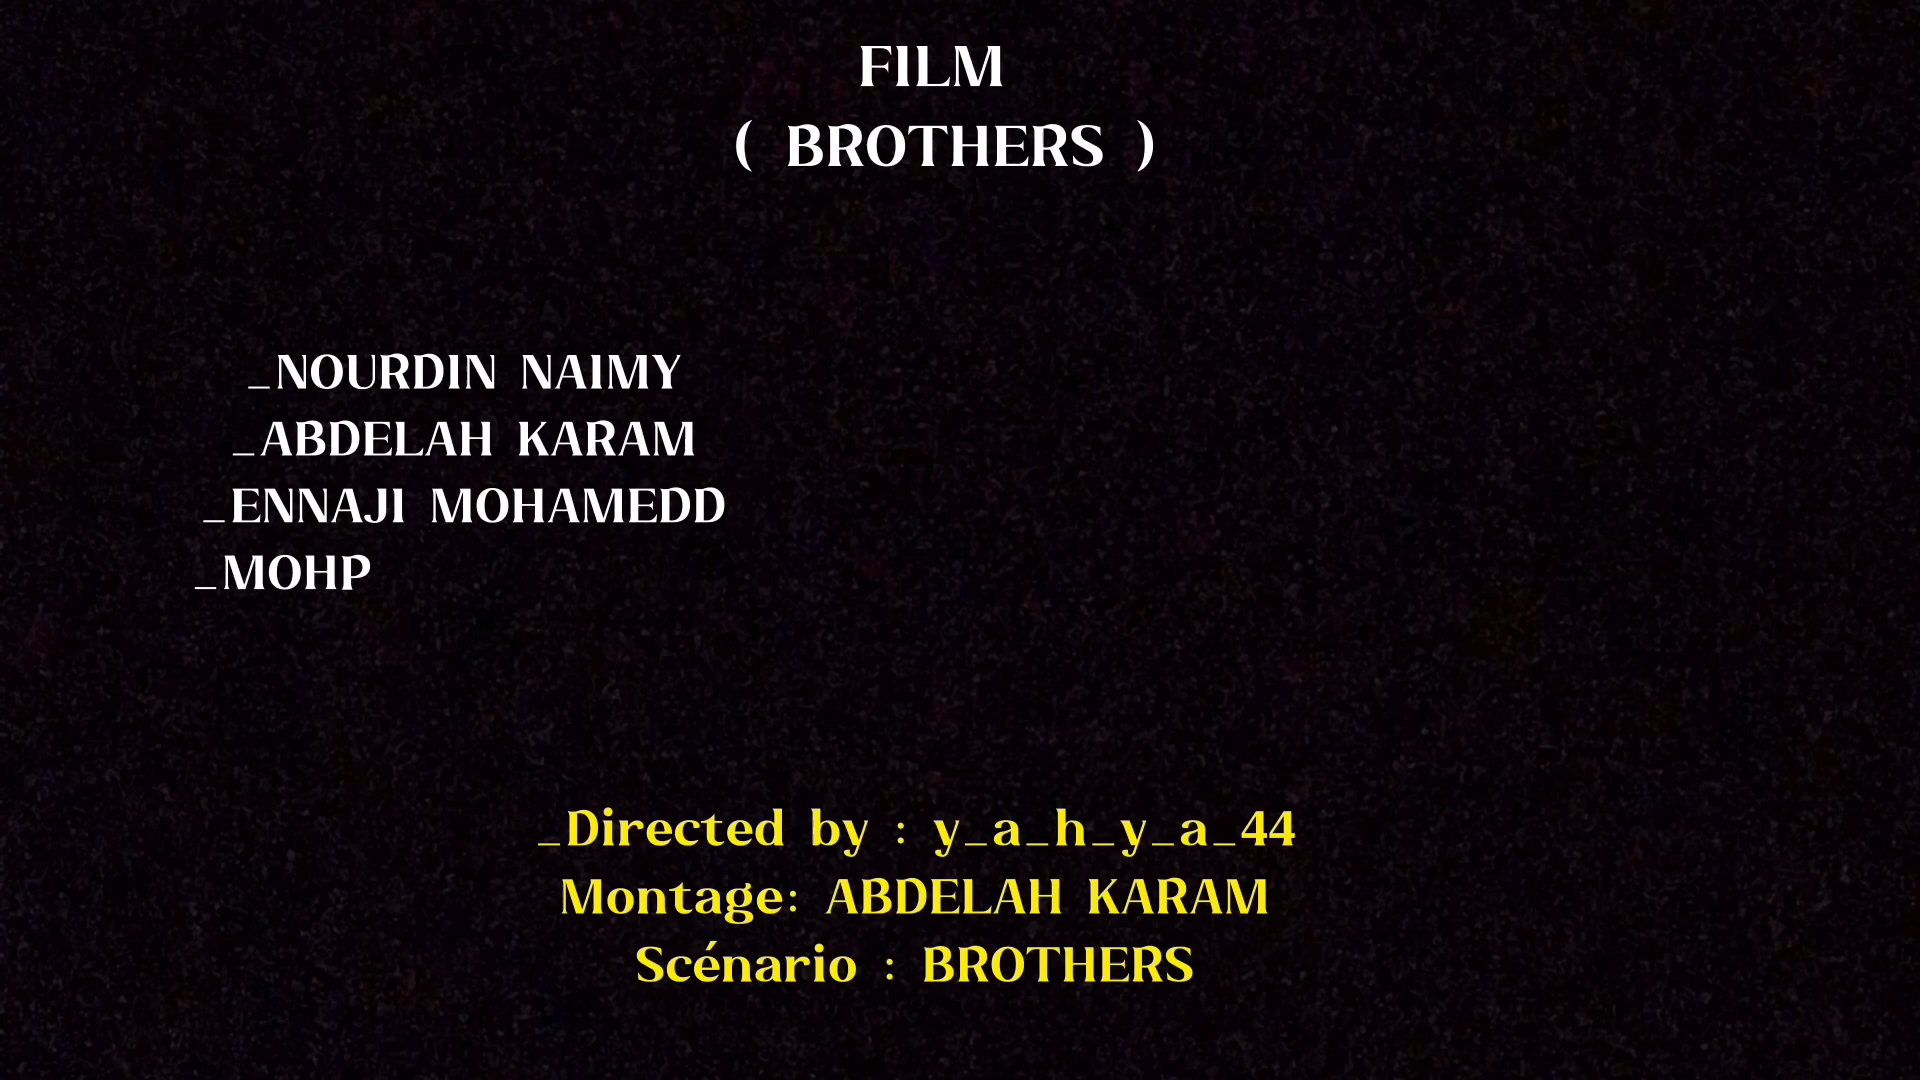 FILM
( BROTHERS )
_NOURDIN NAIMY
_ABDELAH KARAM
_ENNAJI MOHAMEDD
_MOHP
_Directed by : y_a_h_y_a_44
Montage: ABDELAH KARAM
Scénario : BROTHERS